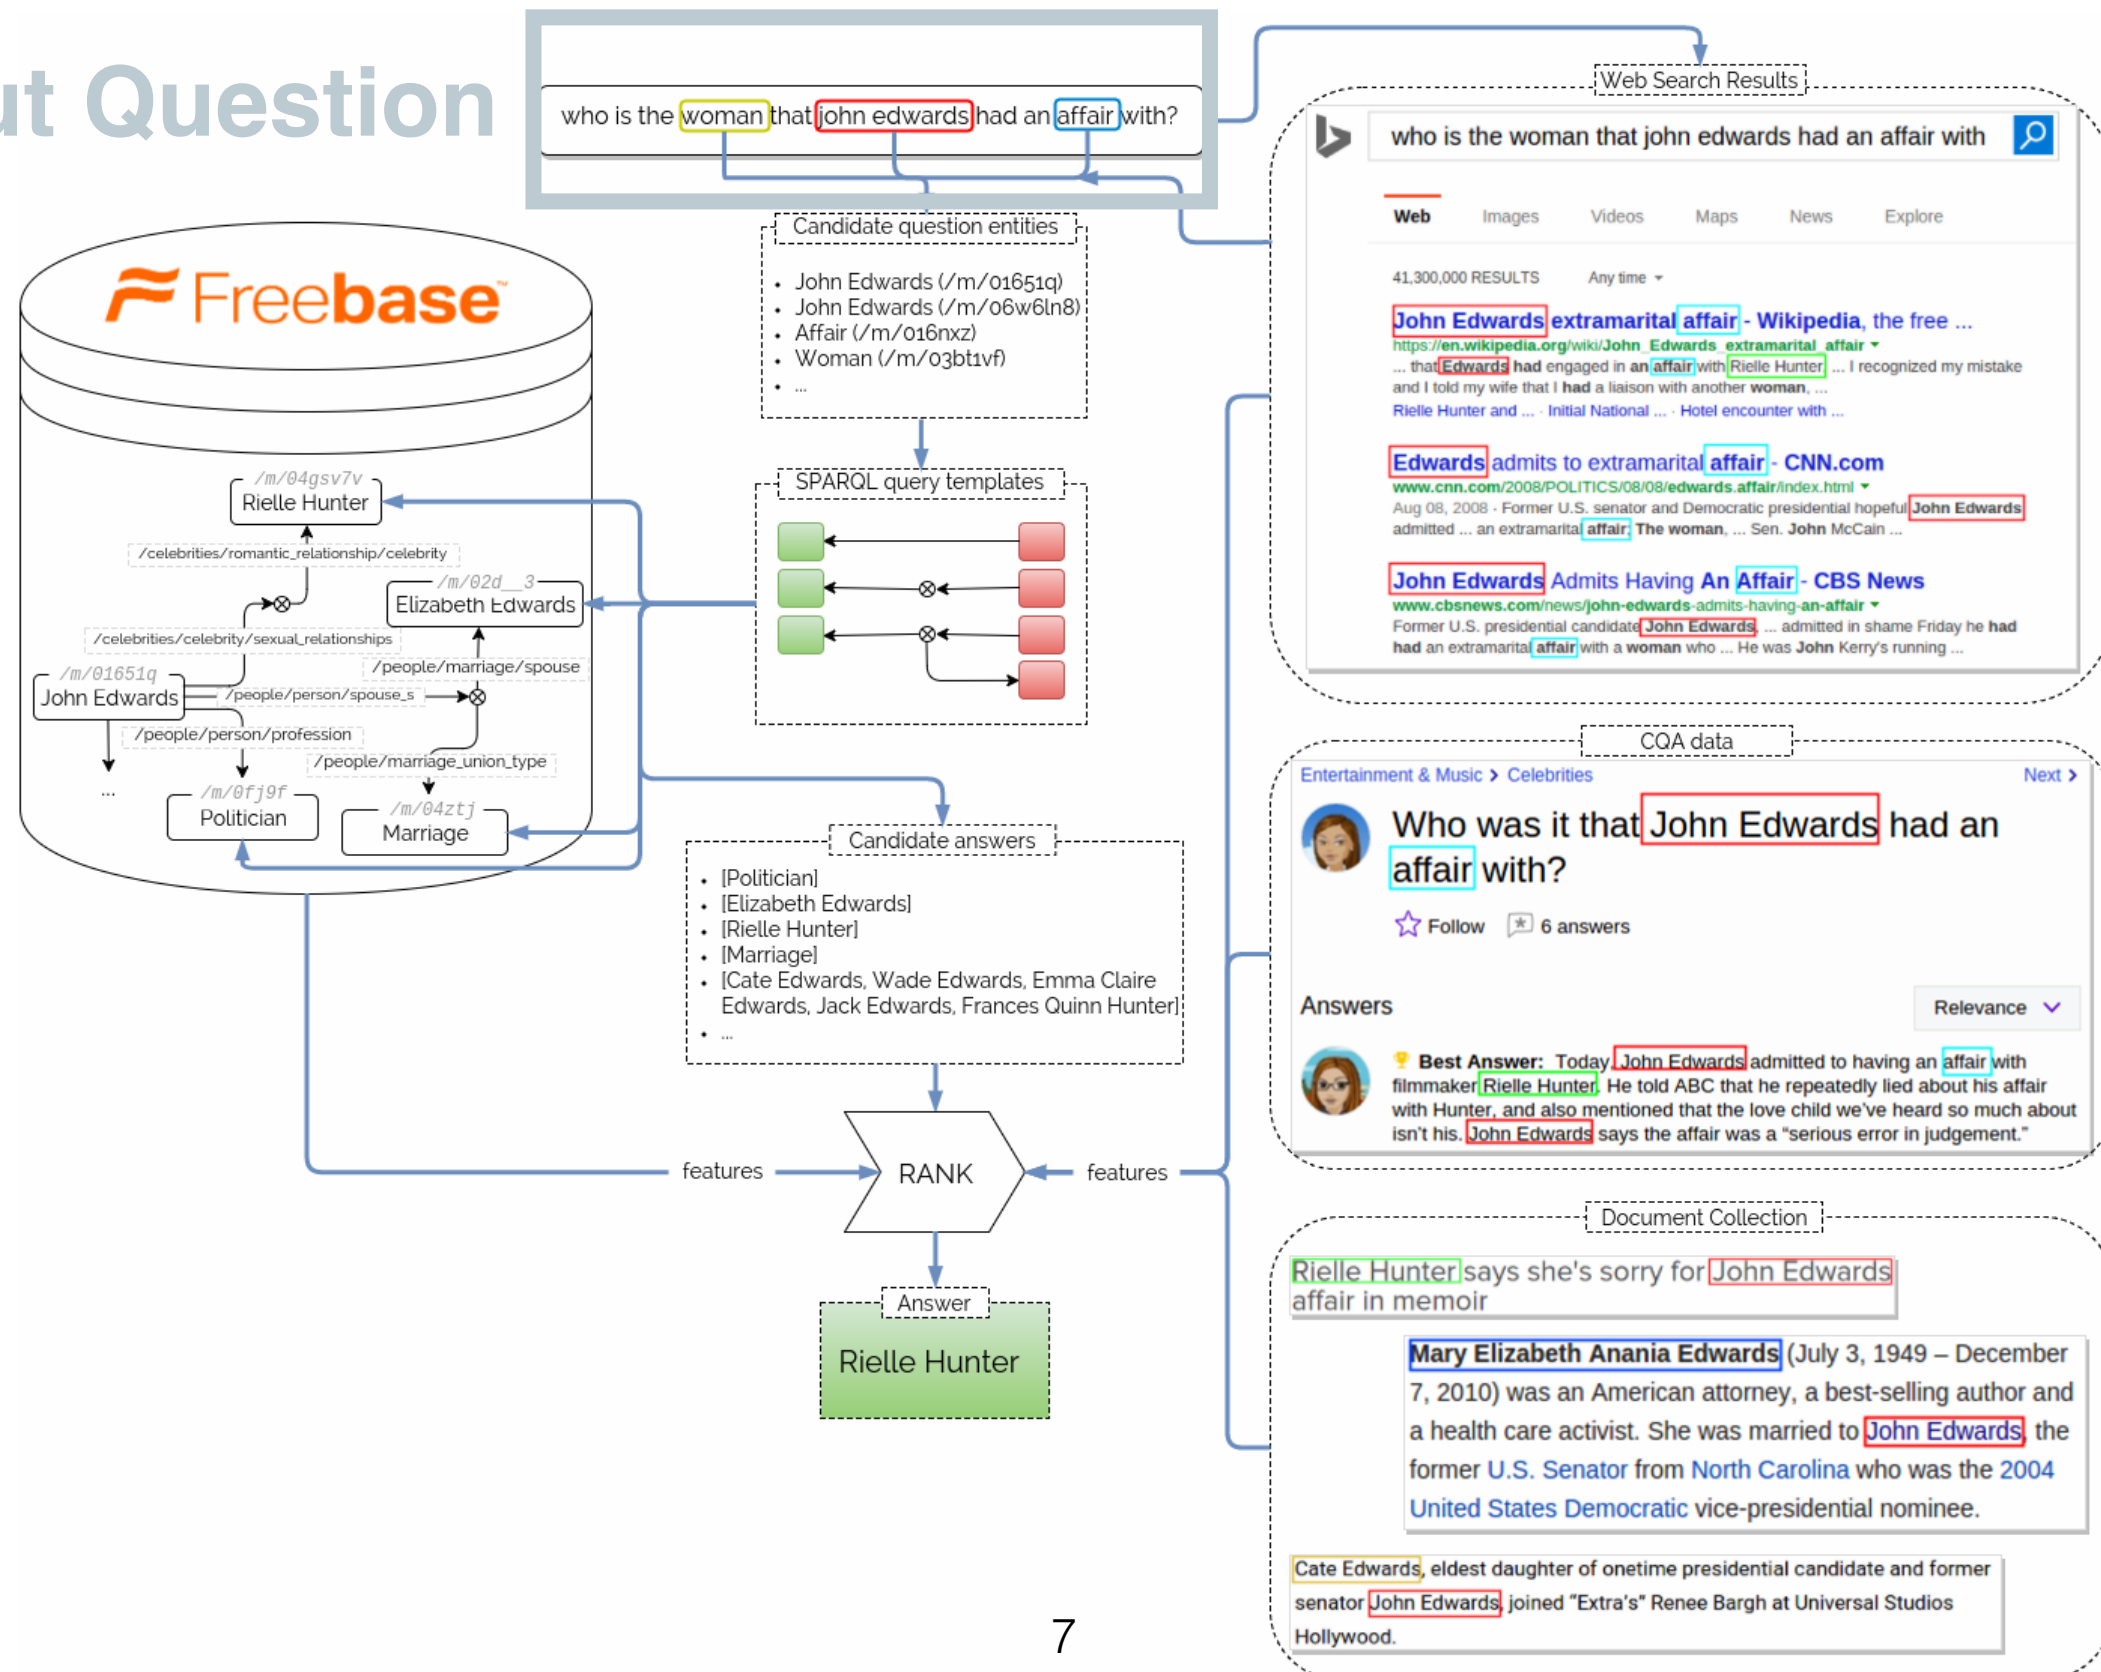 ut Question
who is the woman that john edwards had an affair with?
Candidate question entities
• John Edwards (/m/01651q)
• John Edwards (/m/06w6ln8)
• Affair (/m/016nxz)
• Woman (/m/03bt1vf)
• ...
SPARQL query templates
Freebase™
/m/04gsv7v
Rielle Hunter
/celebrities/romantic_relationship/celebrity
/m/02d__3
Elizabeth Edwards
/celebrities/celebrity/sexual_relationships
/people/marriage/spouse
/m/01651q
John Edwards
/people/person/spouse_s
/people/person/profession
/people/marriage_union_type
...
/m/0fj9f
Politician
/m/04ztj
Marriage
Candidate answers
• [Politician]
• [Elizabeth Edwards]
• [Rielle Hunter]
• [Marriage]
• [Cate Edwards, Wade Edwards, Emma Claire
Edwards, Jack Edwards, Frances Quinn Hunter]
• ...
features
RANK
features
Answer
Rielle Hunter
Web Search Results
who is the woman that john edwards had an affair with
Web Images Videos Maps News Explore
41,300,000 RESULTS Any time
John Edwards extramarital affair - Wikipedia, the free ...
https://en.wikipedia.org/wiki/John_Edwards_extramarital_affair
... that Edwards had engaged in an affair with Rielle Hunter, ... I recognized my mistake
and I told my wife that I had a liaison with another woman, ...
Rielle Hunter and ... · Initial National ... · Hotel encounter with ...
Edwards admits to extramarital affair - CNN.com
www.cnn.com/2008/POLITICS/08/08/edwards.affair/index.html
Aug 08, 2008 · Former U.S. senator and Democratic presidential hopeful John Edwards
admitted ... an extramarital affair; The woman, ... Sen. John McCain ...
John Edwards Admits Having An Affair - CBS News
www.cbsnews.com/news/john-edwards-admits-having-an-affair
Former U.S. presidential candidate John Edwards, ... admitted in shame Friday he had
had an extramarital affair with a woman who ... He was John Kerry's running ...
CQA data
Entertainment & Music > Celebrities Next >
Who was it that John Edwards had an
affair with?
Follow 6 answers
Answers
Relevance
Best Answer: Today, John Edwards admitted to having an affair with
filmmaker Rielle Hunter. He told ABC that he repeatedly lied about his affair
with Hunter, and also mentioned that the love child we've heard so much about
isn't his. John Edwards says the affair was a “serious error in judgement.”
Document Collection
Rielle Hunter says she's sorry for John Edwards
affair in memoir
Mary Elizabeth Anania Edwards (July 3, 1949 – December
7, 2010) was an American attorney, a best-selling author and
a health care activist. She was married to John Edwards, the
former U.S. Senator from North Carolina who was the 2004
United States Democratic vice-presidential nominee.
Cate Edwards, eldest daughter of onetime presidential candidate and former
senator John Edwards, joined “Extra's” Renee Bargh at Universal Studios
Hollywood.
7